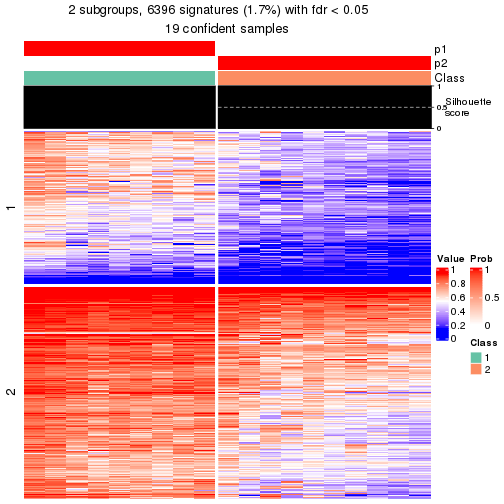 2 subgroups, 6396 signatures (1.7%) with fdr < 0.05
19 confident samples
p1
p2
Class
1
0.5
0
Silhouette
score
1
2
Value
1
0.8
0.6
0.4
0.2
0
Prob
1
0.5
0
Class
1
2